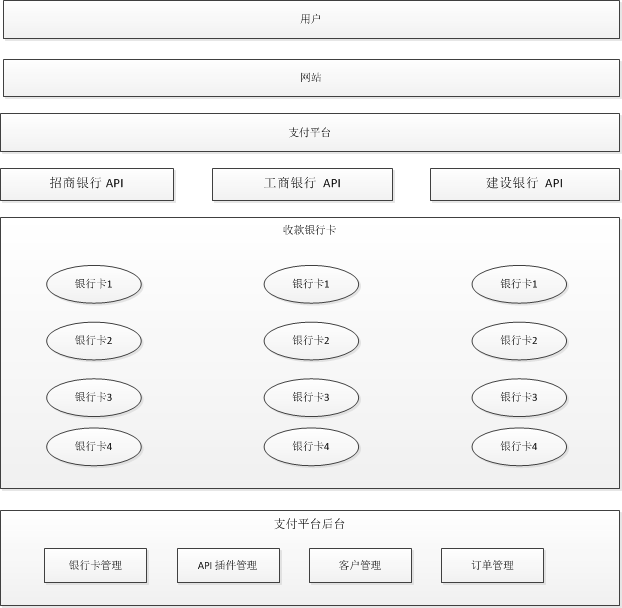 用户
网站
支付平台
招商银行 API
工商银行 API
建设银行 API
收款银行卡
银行卡1
银行卡1
银行卡1
银行卡2
银行卡2
银行卡2
银行卡3
银行卡3
银行卡3
银行卡4
银行卡4
银行卡4
支付平台后台
银行卡管理
API 插件管理
客户管理
订单管理